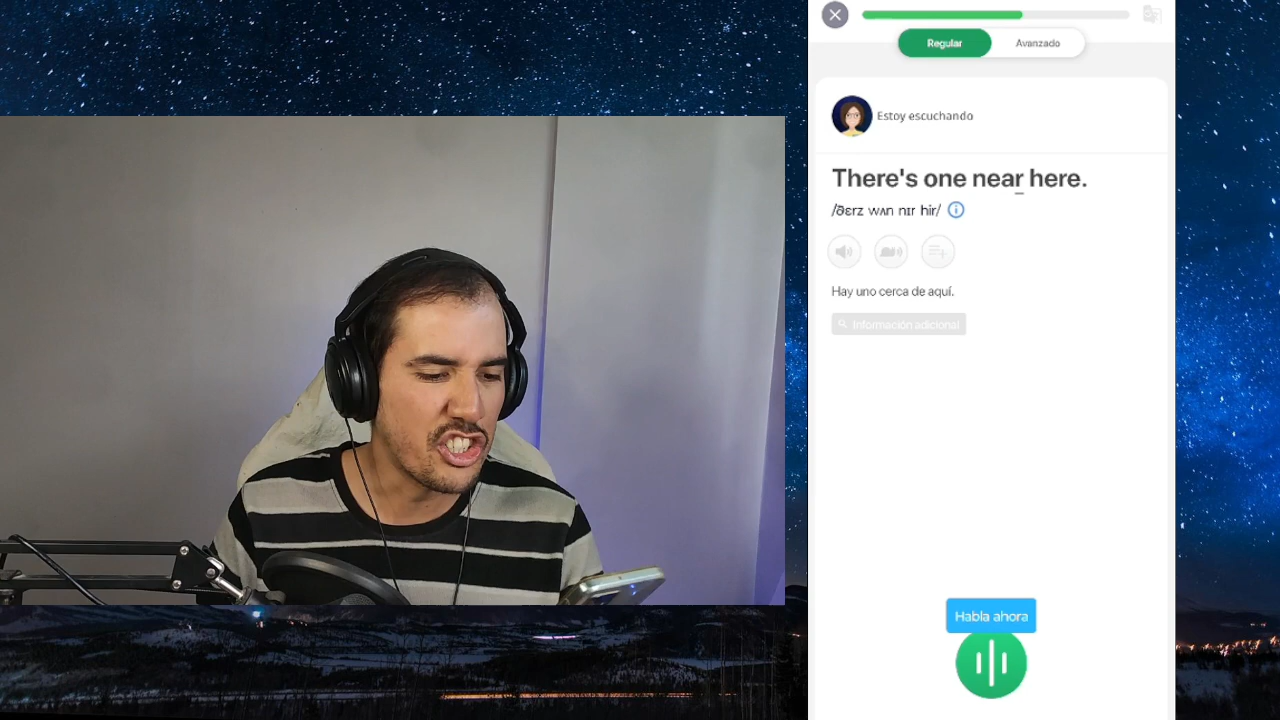 Regular
Avanzado
Estoy escuchando
There's one near here.
/ðɛrz wʌn nɪr hir/
Hay uno cerca de aquí.
Información adicional
Habla ahora